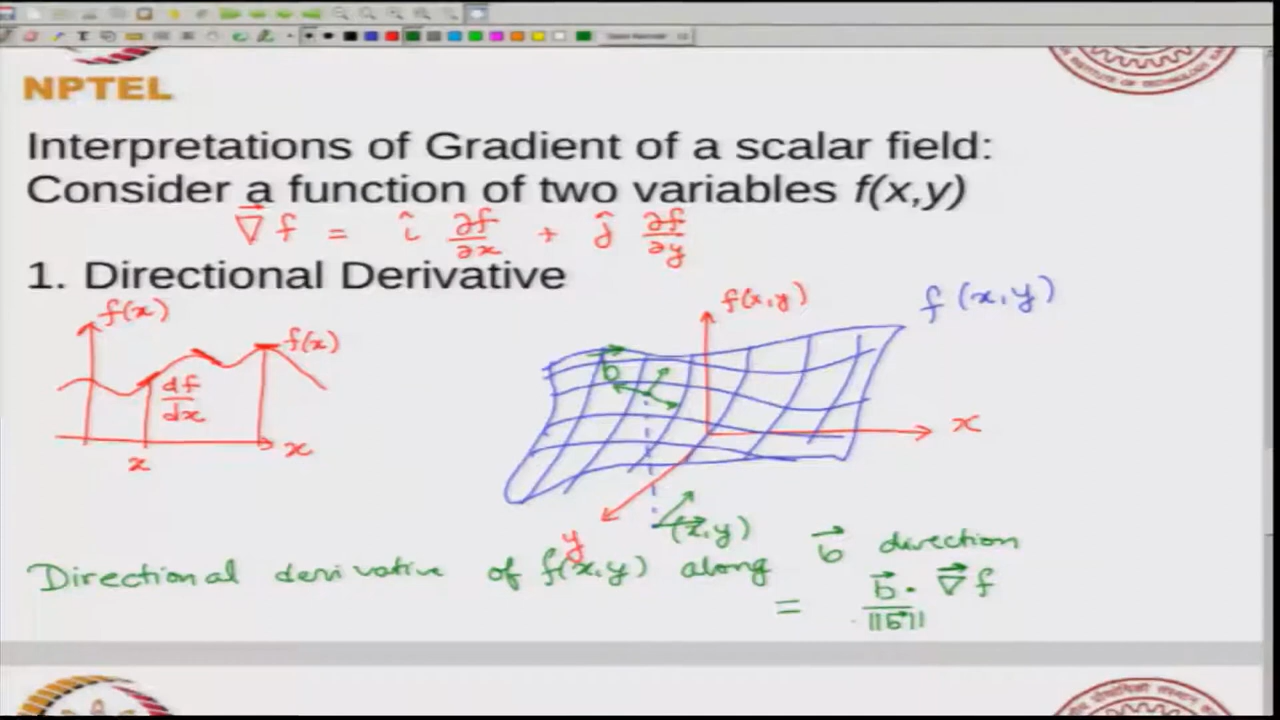 NPTEL
Interpretations of Gradient of a scalar field:
Consider a function of two variables f(x,y)
∇⃗ f = î ∂f/∂x + ĵ ∂f/∂y
1. Directional Derivative
f(x)
f(x)
df/dx
x
x
f(x,y)
f(x,y)
b⃗
x
y
(x,y)
Directional derivative of f(x,y) along b⃗ direction
= b⃗/||b⃗|| · ∇⃗ f